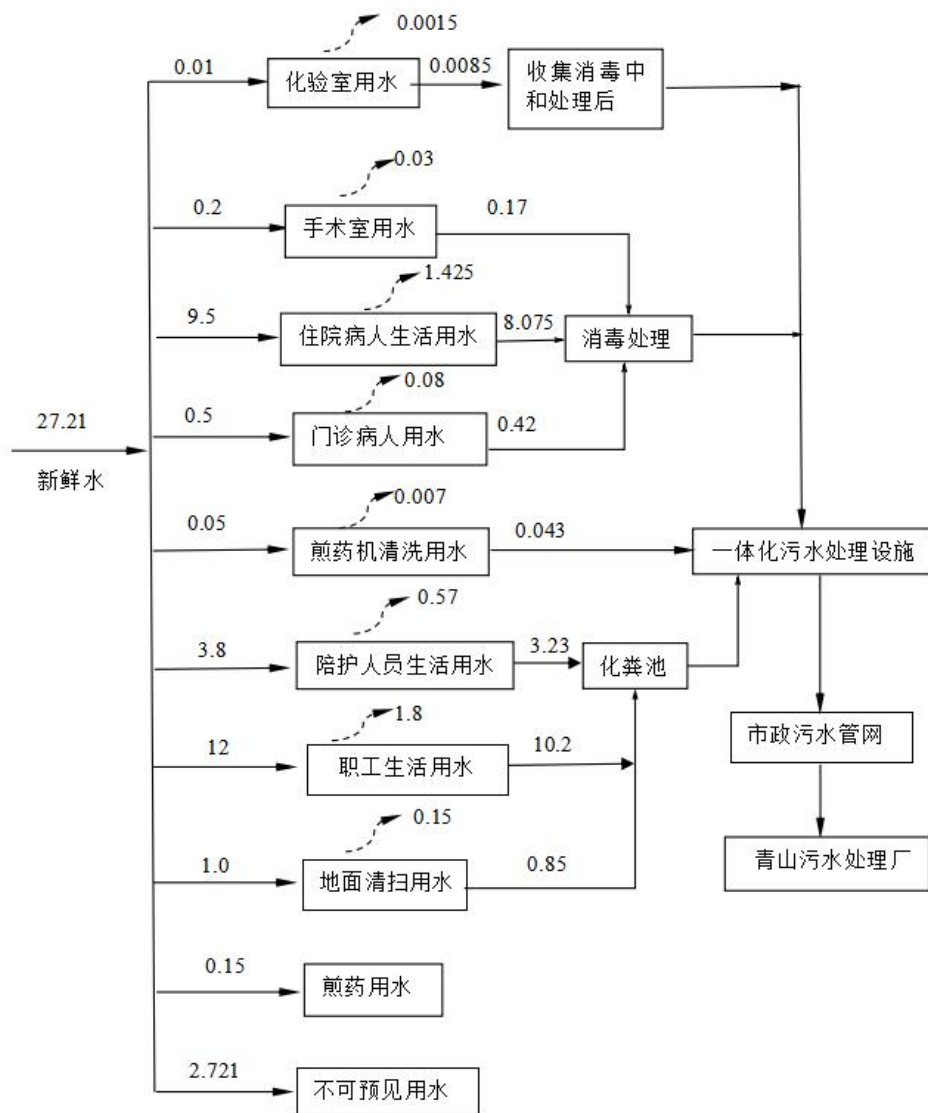 0.0015
0.01
化验室用水
0.0085
收集消毒中
和处理后
0.03
0.2
手术室用水
0.17
1.425
9.5
住院病人生活用水
8.075
消毒处理
0.08
0.5
门诊病人用水
0.42
27.21
新鲜水
0.007
0.05
煎药机清洗用水
0.043
一体化污水处理设施
0.57
3.8
陪护人员生活用水
3.23
化粪池
1.8
12
职工生活用水
10.2
市政污水管网
0.15
1.0
地面清扫用水
0.85
青山污水处理厂
0.15
煎药用水
2.721
不可预见用水